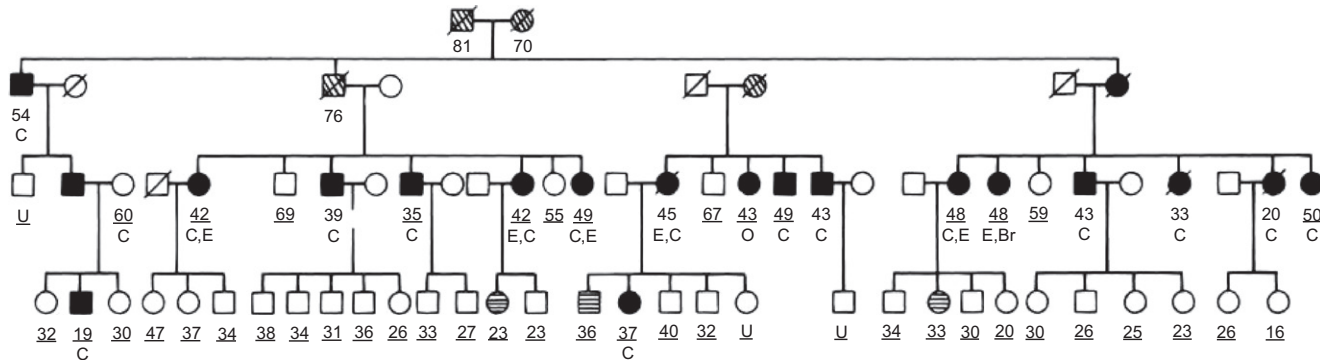 81 70
54 76
C
U 60 42 69 39 35 42 55 49 45 67 43 49 43 48 48 59 43 33 20 50
C C,E C C E,C C,E E,C O C C C,E E,Br C C C C
32 19 30 47 37 34 38 34 31 36 26 33 27 23 23 36 37 40 32 U U 34 33 30 20 30 26 25 23 26 16
C C